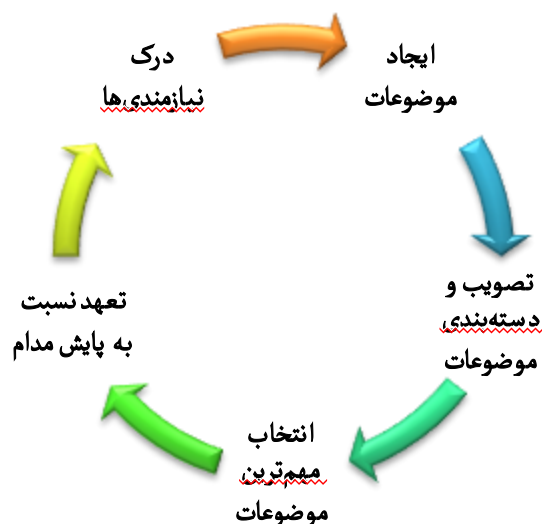 درک
نیازمندی‌ها
ایجاد
موضوعات
تصویب و
دسته‌بندی
موضوعات
انتخاب
مهم‌ترین
موضوعات
تعهد نسبت
به پایش مدام